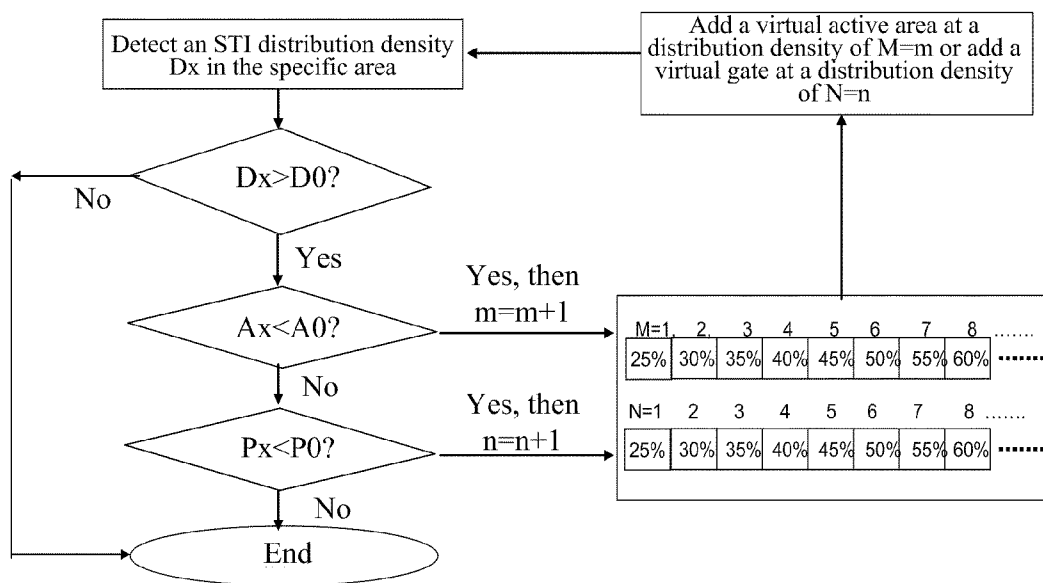 Detect an STI distribution density
Dx in the specific area
Add a virtual active area at a
distribution density of M=m or add a
virtual gate at a distribution density
of N=n
Dx>D0?
No
Yes
Ax<A0?
Yes, then
m=m+1
No
Px<P0?
Yes, then
n=n+1
No
End
M=1, 2, 3 4 5 6 7 8 .......
25% 30% 35% 40% 45% 50% 55% 60% .......
N=1 2 3 4 5 6 7 8 .......
25% 30% 35% 40% 45% 50% 55% 60% .......